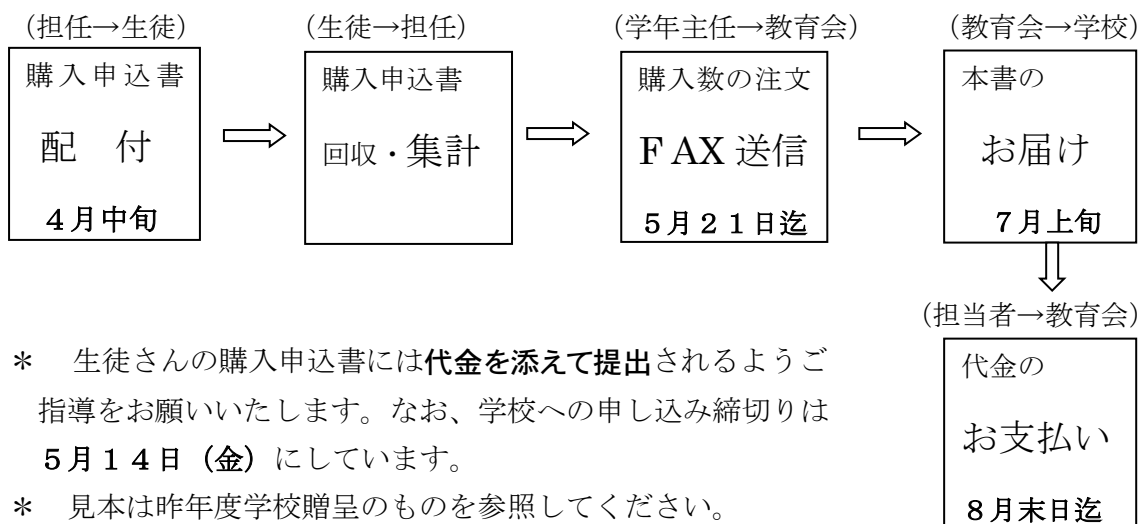 （担任→生徒）
購入申込書
配　付
４月中旬
（生徒→担任）
購入申込書
回収・集計
（学年主任→教育会）
購入数の注文
ＦAX 送信
５月２１日迄
（教育会→学校）
本書の
お届け
７月上旬
（担当者→教育会）
代金の
お支払い
８月末日迄
＊　生徒さんの購入申込書には代金を添えて提出されるようご
指導をお願いいたします。なお、学校への申し込み締切りは
５月１４日（金）にしています。
＊　見本は昨年度学校贈呈のものを参照してください。